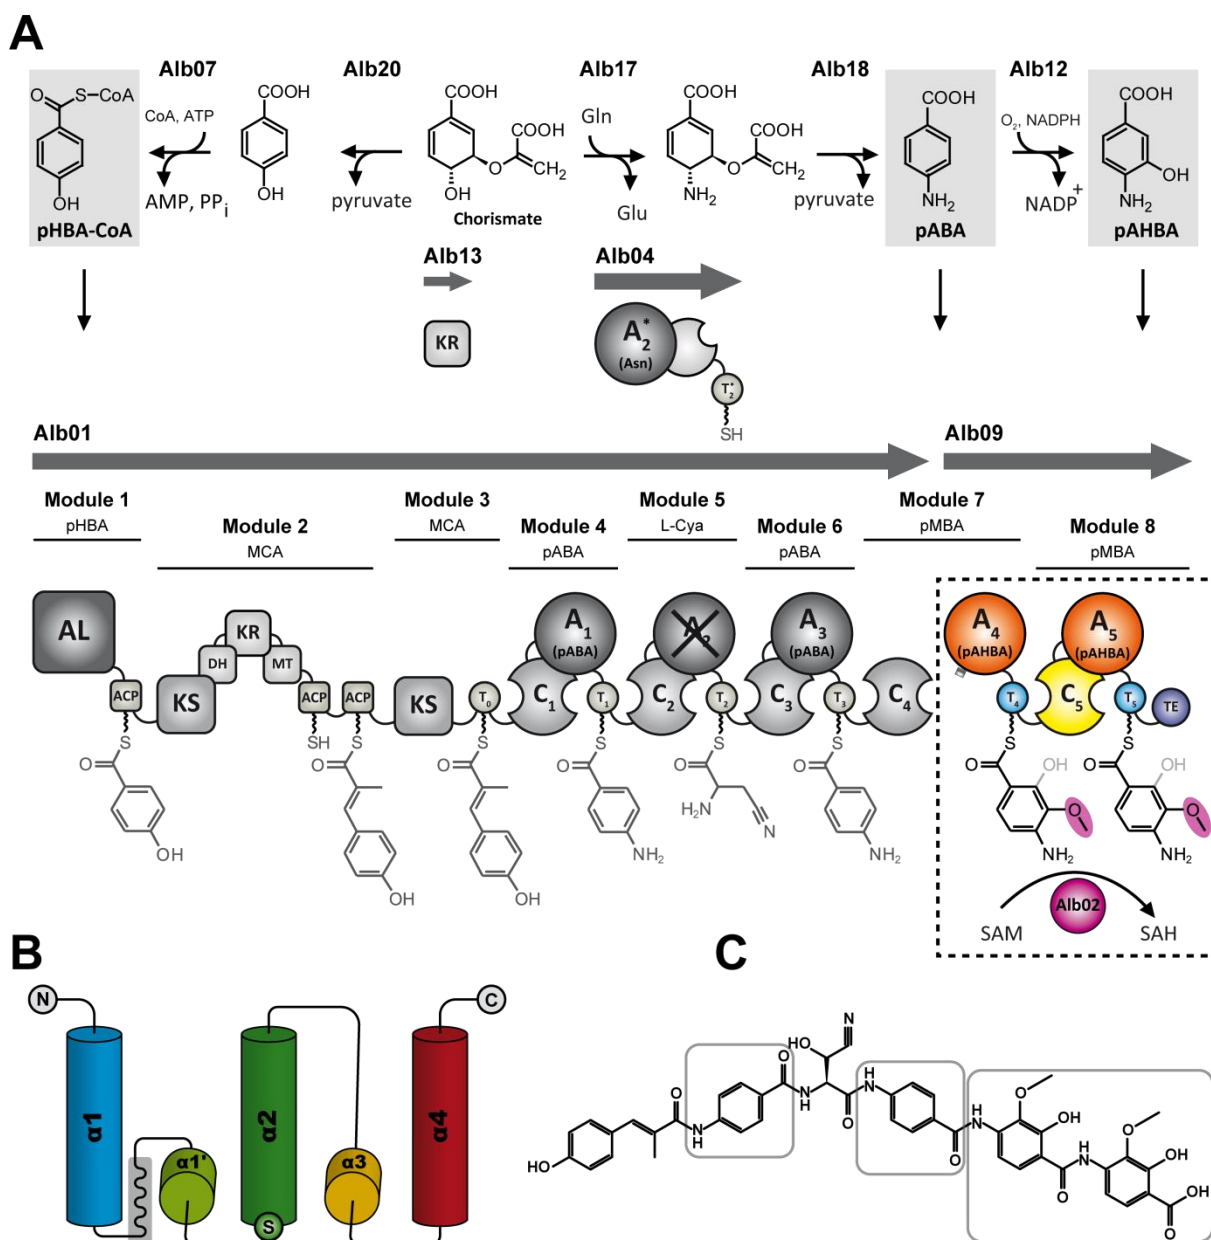 A
Alb07 Alb20 Alb17 Alb18 Alb12
O S–CoA
CoA, ATP
AMP, PPi
OH
pHBA-CoA
COOH
OH
pyruvate
COOH
COOH
O CH2
OH
Chorismate
Gln
Glu
COOH
COOH
O CH2
NH2
pyruvate
COOH
NH2
pABA
O2, NADPH
NADP+
COOH
OH
NH2
pAHBA
Alb13
KR
Alb04
A2*
(Asn)
T2*
SH
Alb01 Alb09
Module 1
pHBA
Module 2
MCA
Module 3
MCA
Module 4
pABA
Module 5
L-Cya
Module 6
pABA
Module 7
pMBA
Module 8
pMBA
AL ACP KS DH KR MT ACP ACP KS T0 C1 A1 (pABA) T1 C2 A2 T2 C3 A3 (pABA) T3 C4 A4 (pAHBA) T4 C5 A5 (pAHBA) T5 TE
S SH S S S S S S S
O O O O O O O O
OH OH OH NH2 H2N N NH2
OH O NH2 OH O NH2
SAM Alb02 SAH
B
N C
α1 α1' α2 α3 α4
S
C
N
HO
O O H N O
H N
O
N H O N H
HO
O
N H
O
OH
O
H N
O
O
OH
OH
O